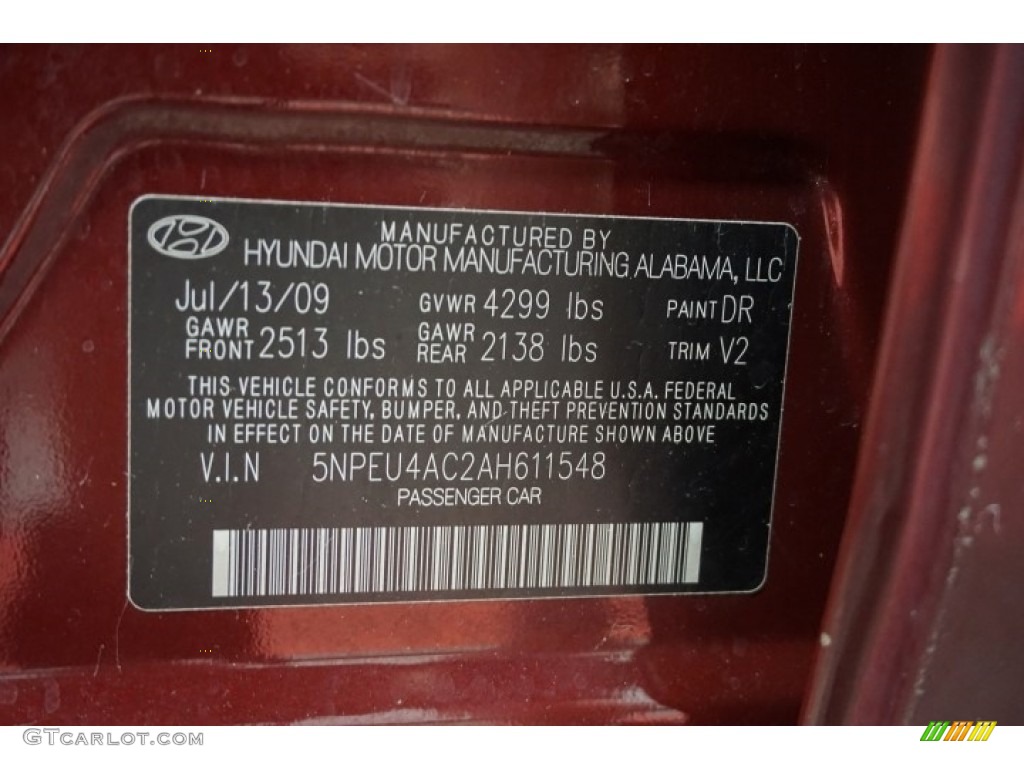 MANUFACTURED BY
HYUNDAI MOTOR MANUFACTURING ALABAMA, LLC
Jul/13/09 GVWR 4299 lbs PAINT DR
GAWR FRONT 2513 lbs GAWR REAR 2138 lbs TRIM V2
THIS VEHICLE CONFORMS TO ALL APPLICABLE U.S.A. FEDERAL
MOTOR VEHICLE SAFETY, BUMPER, AND THEFT PREVENTION STANDARDS
IN EFFECT ON THE DATE OF MANUFACTURE SHOWN ABOVE
V.I.N 5NPEU4AC2AH611548
PASSENGER CAR
GTCarLot.com